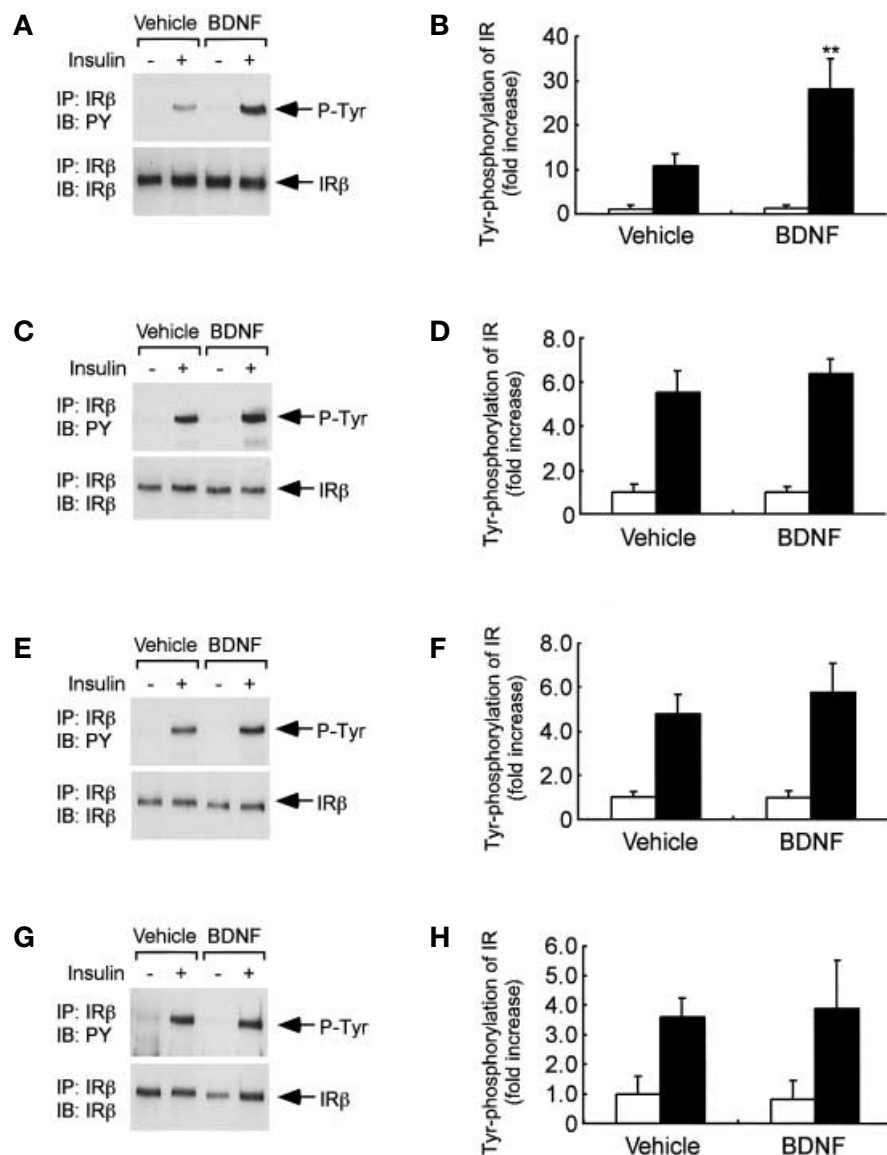 A
Vehicle BDNF
Insulin - + - +
IP: IRβ
IB: PY
P-Tyr
IP: IRβ
IB: IRβ
IRβ
B
Tyr-phosphorylation of IR
(fold increase)
40
30
20
10
0
**
Vehicle BDNF
C
Vehicle BDNF
Insulin - + - +
IP: IRβ
IB: PY
P-Tyr
IP: IRβ
IB: IRβ
IRβ
D
Tyr-phosphorylation of IR
(fold increase)
8.0
6.0
4.0
2.0
0
Vehicle BDNF
E
Vehicle BDNF
Insulin - + - +
IP: IRβ
IB: PY
P-Tyr
IP: IRβ
IB: IRβ
IRβ
F
Tyr-phosphorylation of IR
(fold increase)
8.0
6.0
4.0
2.0
0
Vehicle BDNF
G
Vehicle BDNF
Insulin - + - +
IP: IRβ
IB: PY
P-Tyr
IP: IRβ
IB: IRβ
IRβ
H
Tyr-phosphorylation of IR
(fold increase)
6.0
5.0
4.0
3.0
2.0
1.0
0
Vehicle BDNF